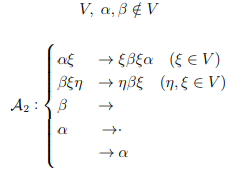 V, α, β ∉ V
αξ → ξβξα (ξ ∈ V)
βξη → ηβξ (η, ξ ∈ V)
𝒜₂ : { β →
α →·
→ α